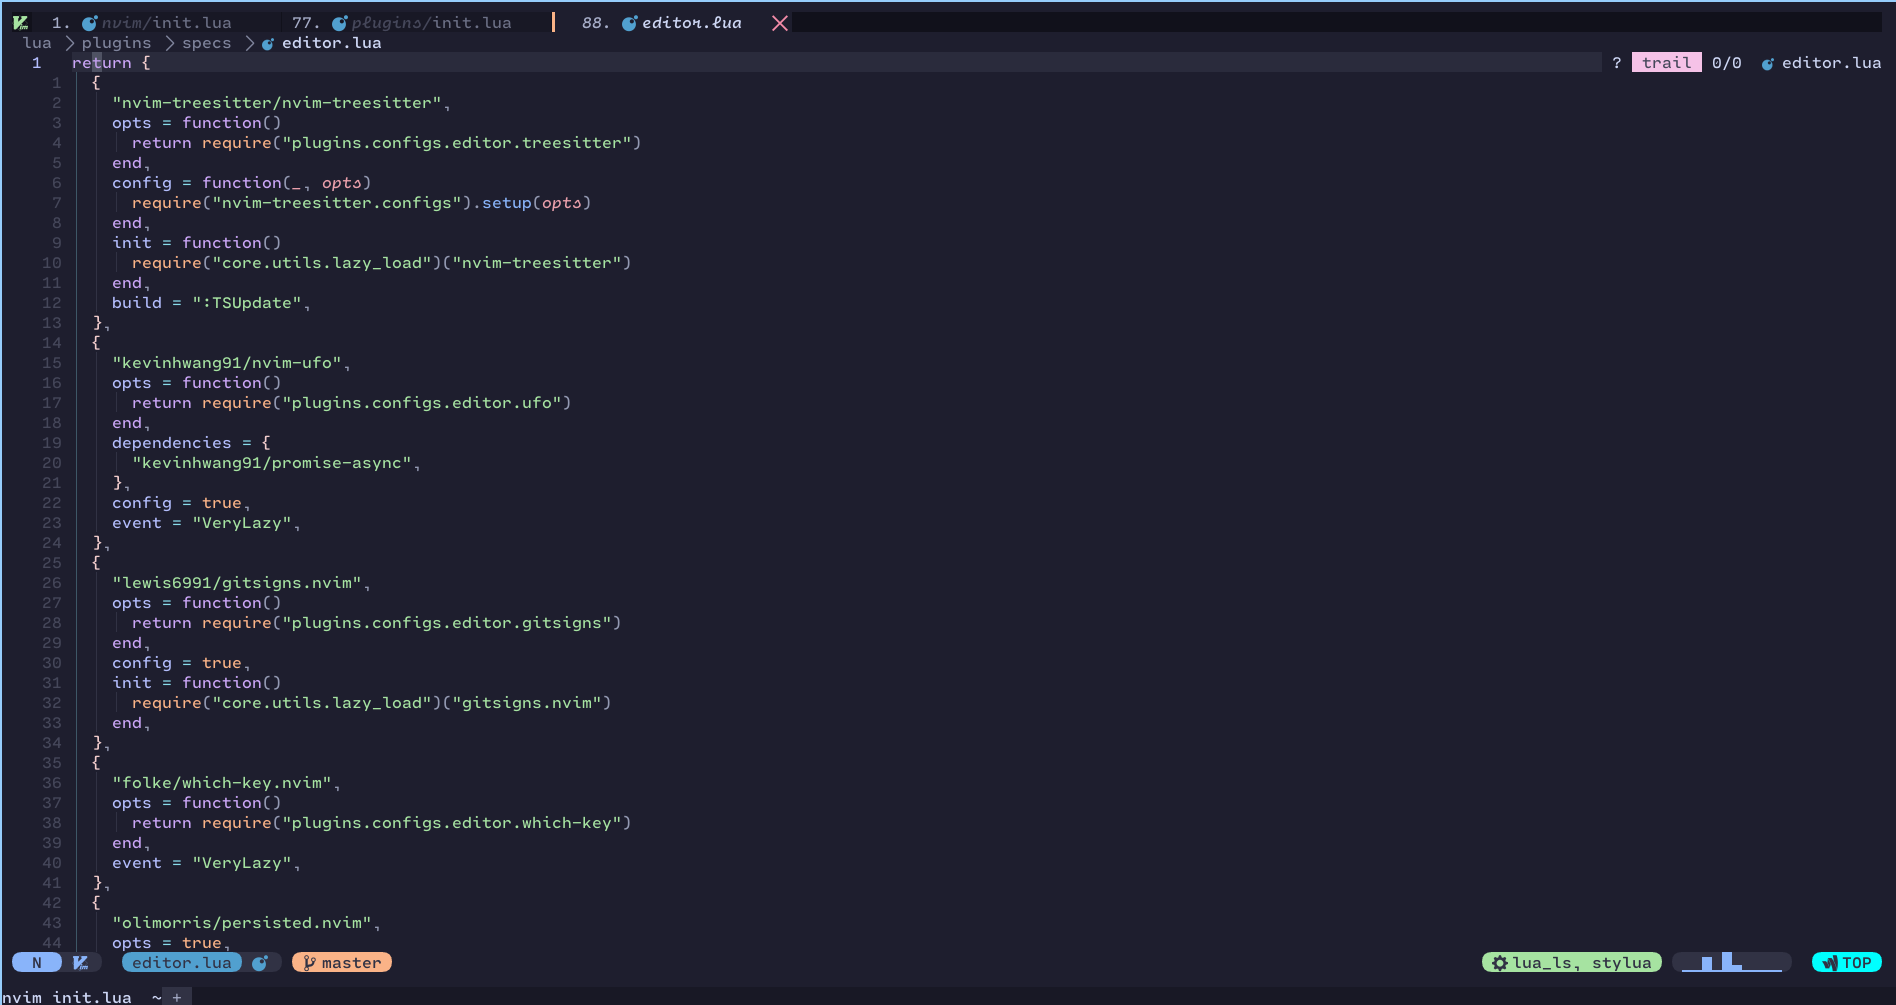 1. nvim/init.lua 77. plugins/init.lua 88. editor.lua
lua > plugins > specs > editor.lua
1 return { ? trail 0/0 editor.lua
1 {
2 "nvim-treesitter/nvim-treesitter",
3 opts = function()
4 return require("plugins.configs.editor.treesitter")
5 end,
6 config = function(_, opts)
7 require("nvim-treesitter.configs").setup(opts)
8 end,
9 init = function()
10 require("core.utils.lazy_load")("nvim-treesitter")
11 end,
12 build = ":TSUpdate",
13 },
14 {
15 "kevinhwang91/nvim-ufo",
16 opts = function()
17 return require("plugins.configs.editor.ufo")
18 end,
19 dependencies = {
20 "kevinhwang91/promise-async",
21 },
22 config = true,
23 event = "VeryLazy",
24 },
25 {
26 "lewis6991/gitsigns.nvim",
27 opts = function()
28 return require("plugins.configs.editor.gitsigns")
29 end,
30 config = true,
31 init = function()
32 require("core.utils.lazy_load")("gitsigns.nvim")
33 end,
34 },
35 {
36 "folke/which-key.nvim",
37 opts = function()
38 return require("plugins.configs.editor.which-key")
39 end,
40 event = "VeryLazy",
41 },
42 {
43 "olimorris/persisted.nvim",
44 opts = true,
N editor.lua master lua_ls, stylua TOP
nvim init.lua ~ +